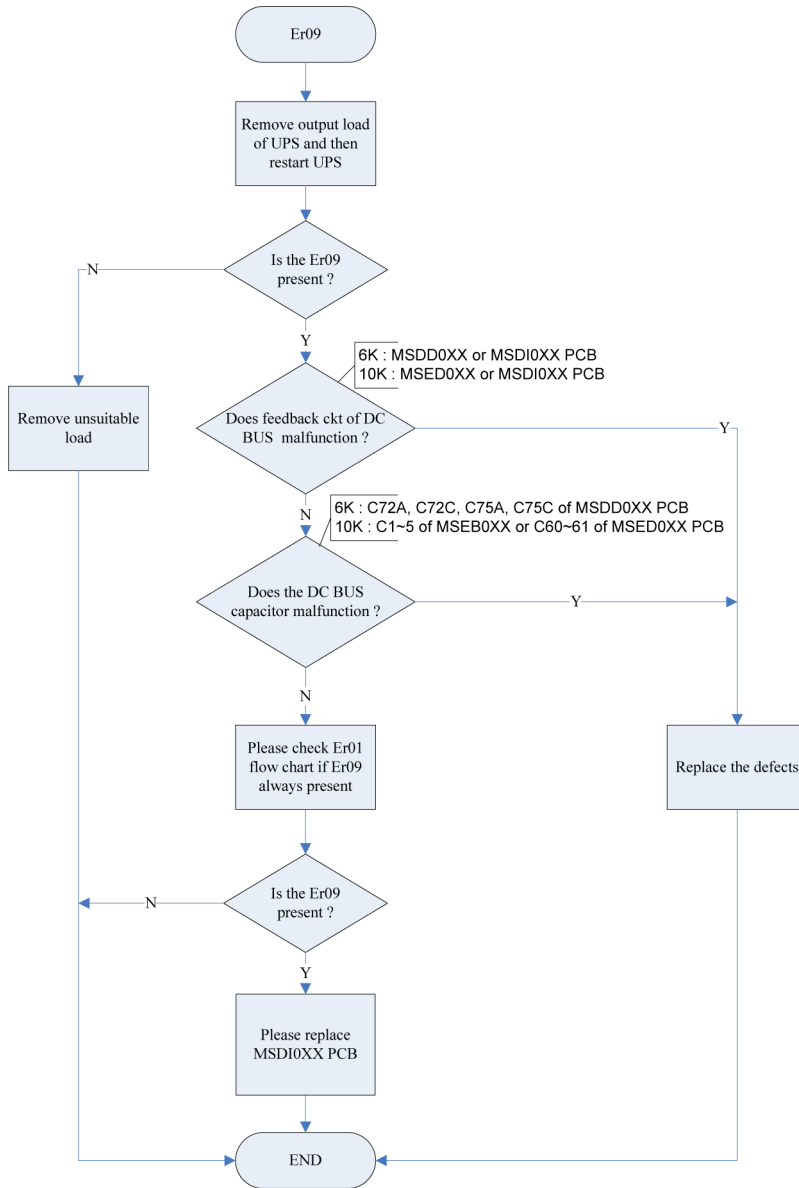 Er09
Remove output load
of UPS and then
restart UPS
Is the Er09
present ?
N
Y
6K : MSDD0XX or MSDI0XX PCB
10K : MSED0XX or MSDI0XX PCB
Remove unsuitable
load
Does feedback ckt of DC
BUS malfunction ?
Y
N
6K : C72A, C72C, C75A, C75C of MSDD0XX PCB
10K : C1~5 of MSEB0XX or C60~61 of MSED0XX PCB
Does the DC BUS
capacitor malfunction ?
Y
N
Please check Er01
flow chart if Er09
always present
Replace the defects
Is the Er09
present ?
N
Y
Please replace
MSDI0XX PCB
END